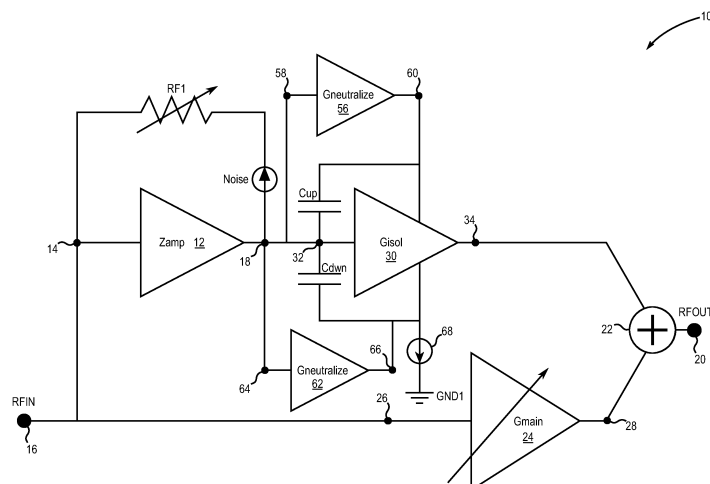 10
58
60
RF1
Gneutralize
56
Noise
Cup
34
14
Zamp 12
18
32
Gisol
30
Cdwn
22
RFOUT
20
68
66
64
Gneutralize
62
GND1
RFIN
16
26
Gmain
24
28